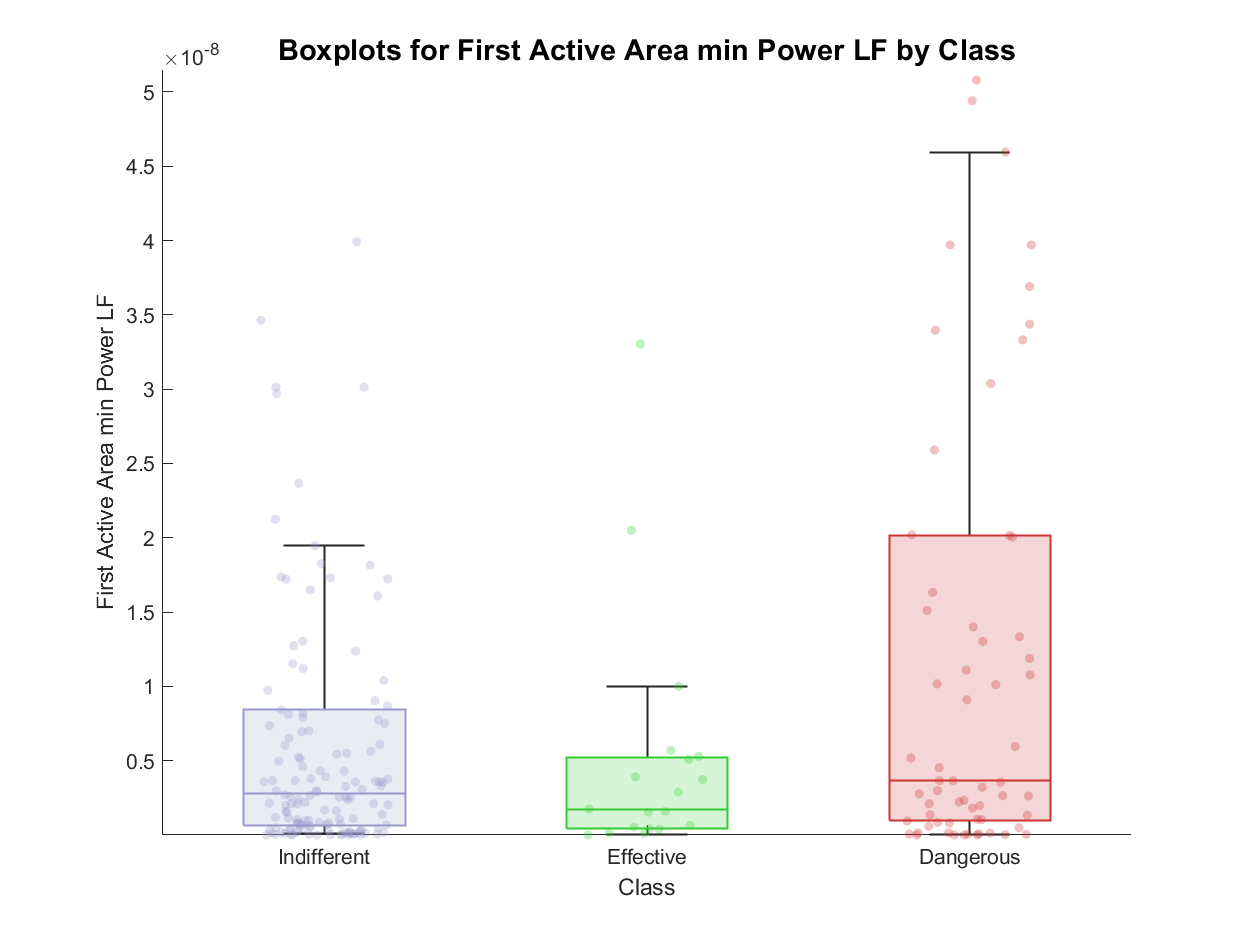 Boxplots for First Active Area min Power LF by Class
×10⁻⁸
5
4.5
4
3.5
3
2.5
2
1.5
1
0.5
First Active Area min Power LF
Indifferent Effective Dangerous
Class